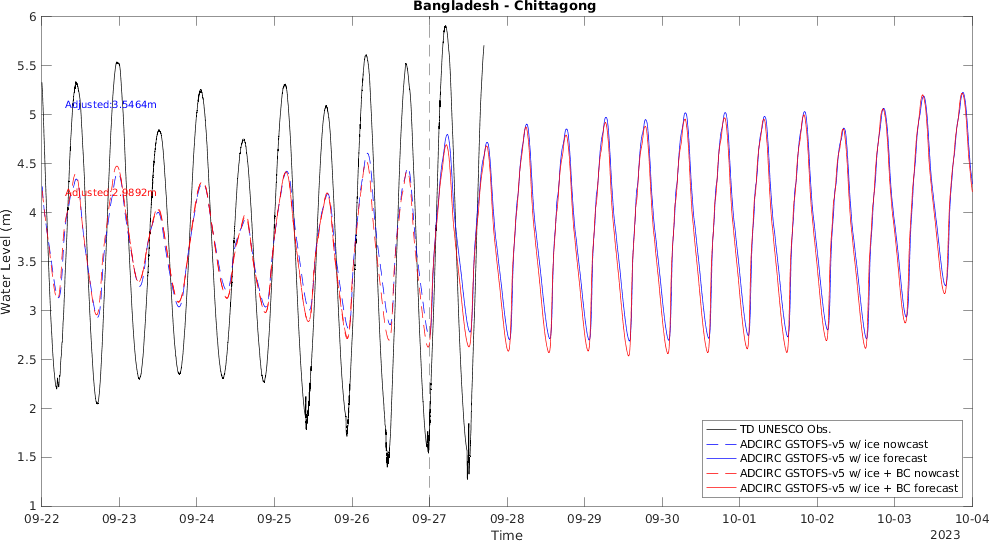 Bangladesh - Chittagong
6
5.5
5
4.5
4
3.5
3
2.5
2
1.5
1
Water Level (m)
Adjusted:3.5464m
Adjusted:2.9892m
TD UNESCO Obs.
ADCIRC GSTOFS-v5 w/ ice nowcast
ADCIRC GSTOFS-v5 w/ ice forecast
ADCIRC GSTOFS-v5 w/ ice + BC nowcast
ADCIRC GSTOFS-v5 w/ ice + BC forecast
09-22 09-23 09-24 09-25 09-26 09-27 09-28 09-29 09-30 10-01 10-02 10-03 10-04
Time
2023